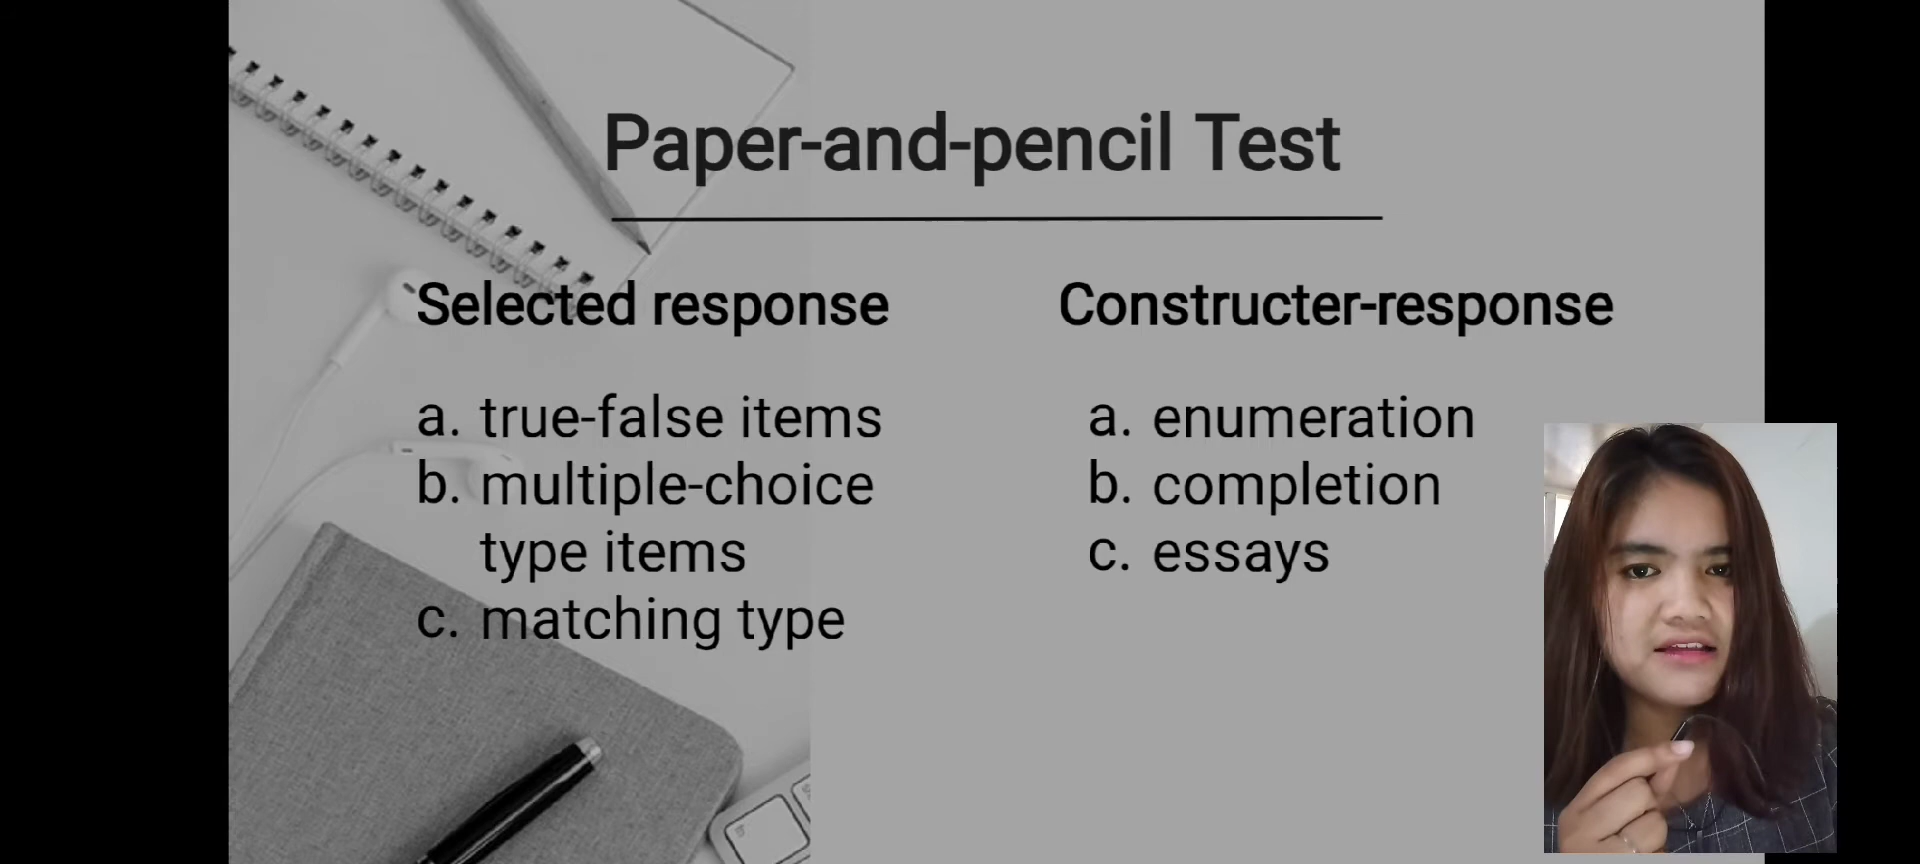 Paper-and-pencil Test
Selected response
a. true-false items
b. multiple-choice
type items
c. matching type
Constructer-response
a. enumeration
b. completion
c. essays